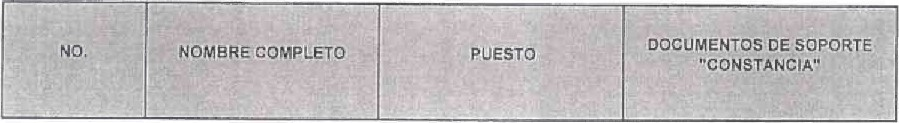 NO.
NOMBRE COMPLETO
PUESTO
DOCUMENTOS DE SOPORTE
"CONSTANCIA"